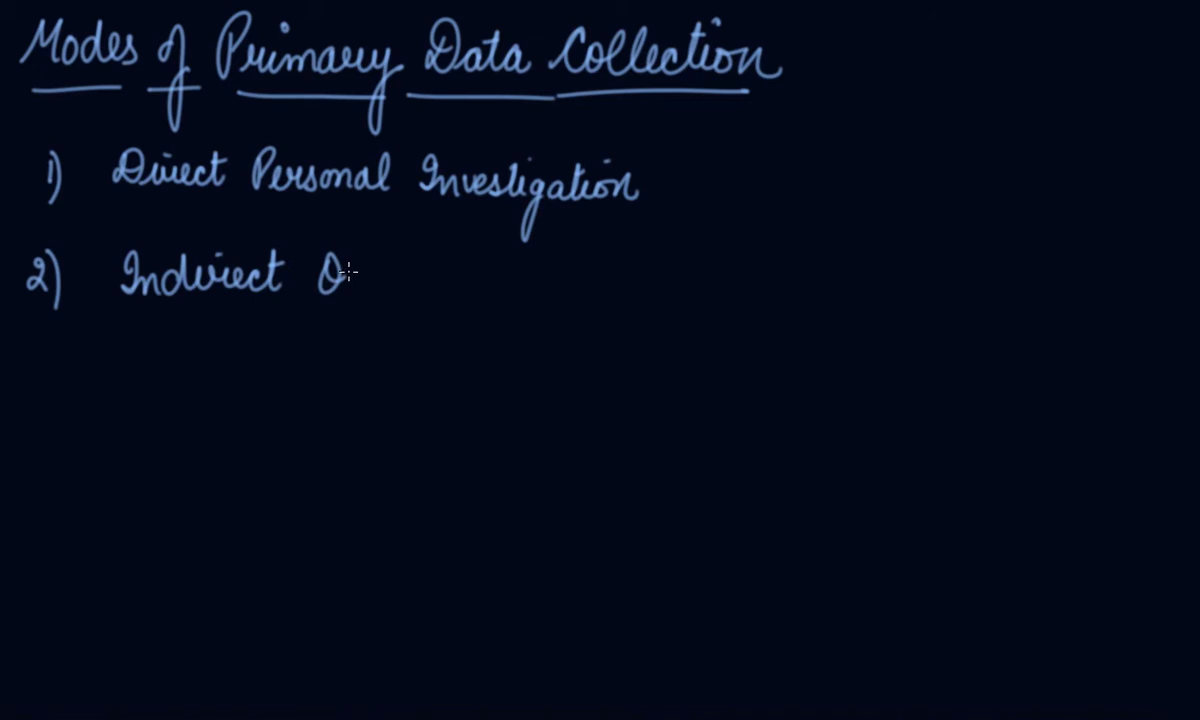 Modes of Primary Data Collection
1) Direct Personal Investigation
2) Indirect O